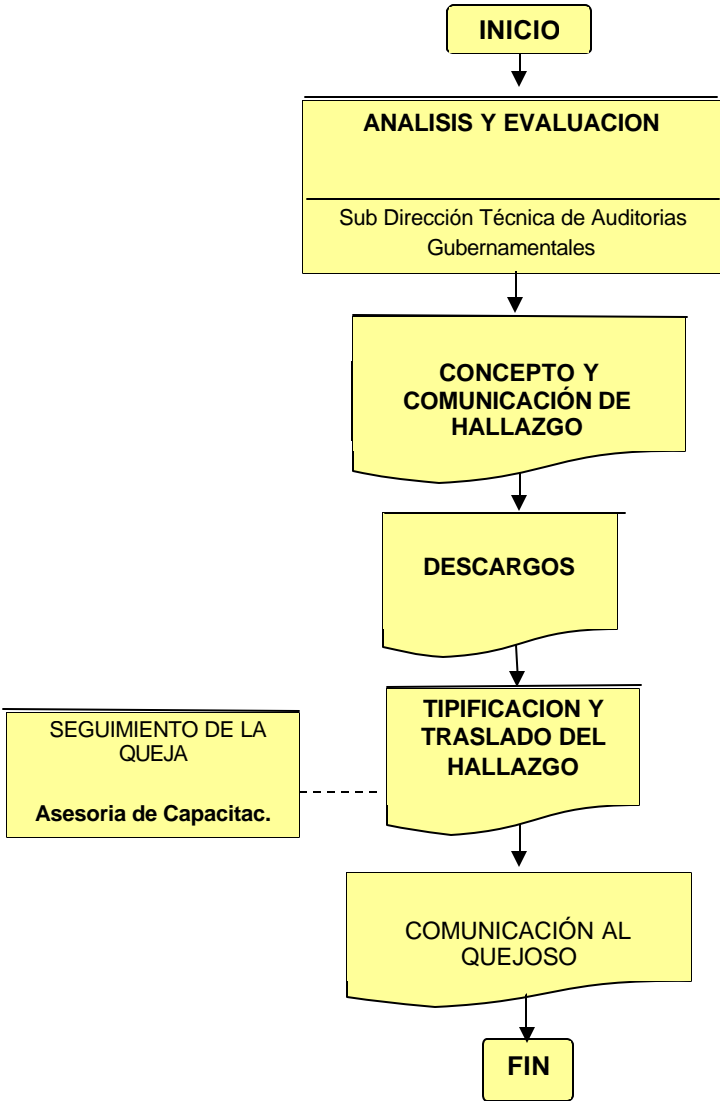 INICIO
ANALISIS Y EVALUACION
Sub Dirección Técnica de Auditorias
Gubernamentales
CONCEPTO Y
COMUNICACIÓN DE
HALLAZGO
DESCARGOS
TIPIFICACION Y
TRASLADO DEL
HALLAZGO
SEGUIMIENTO DE LA
QUEJA
Asesoria de Capacitac.
COMUNICACIÓN AL
QUEJOSO
FIN